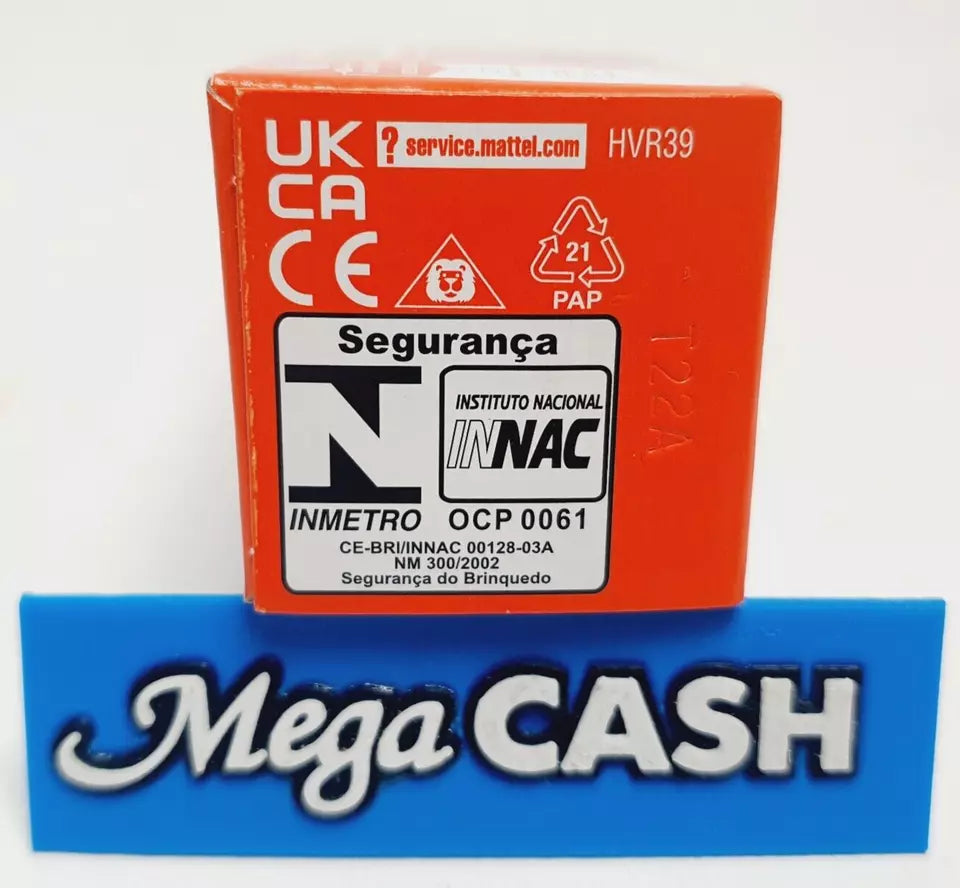 UK
CA
? service.mattel.com
HVR39
CE
21
PAP
T22A
Segurança
INMETRO
INSTITUTO NACIONAL
INNAC
OCP 0061
CE-BRI/INNAC 00128-03A
NM 300/2002
Segurança do Brinquedo
Mega CASH